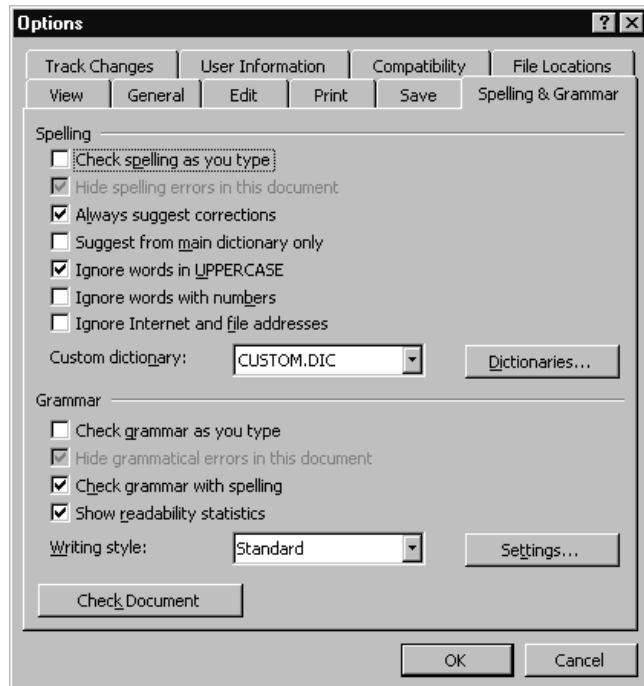 Options
Track Changes User Information Compatibility File Locations
View General Edit Print Save Spelling & Grammar
Spelling
Check spelling as you type
Hide spelling errors in this document
Always suggest corrections
Suggest from main dictionary only
Ignore words in UPPERCASE
Ignore words with numbers
Ignore Internet and file addresses
Custom dictionary: CUSTOM.DIC Dictionaries...
Grammar
Check grammar as you type
Hide grammatical errors in this document
Check grammar with spelling
Show readability statistics
Writing style: Standard Settings...
Check Document
OK Cancel